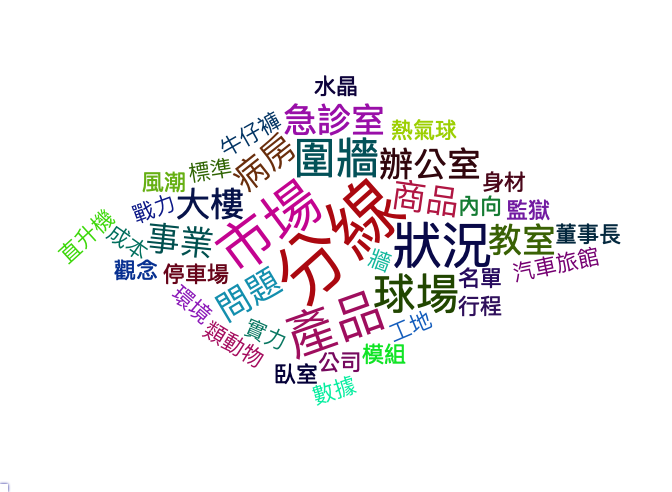 水晶
急診室
熱氣球
牛仔褲
圍牆
病房
辦公室
標準
風潮
商品
身材
大樓
戰力
市場
分線
內向
監獄
直升機
成本
事業
狀況
教室
董事長
觀念
停車場
牆
名單
汽車旅館
問題
球場
環境
產品
行程
類動物
實力
工地
公司
模組
臥室
數據